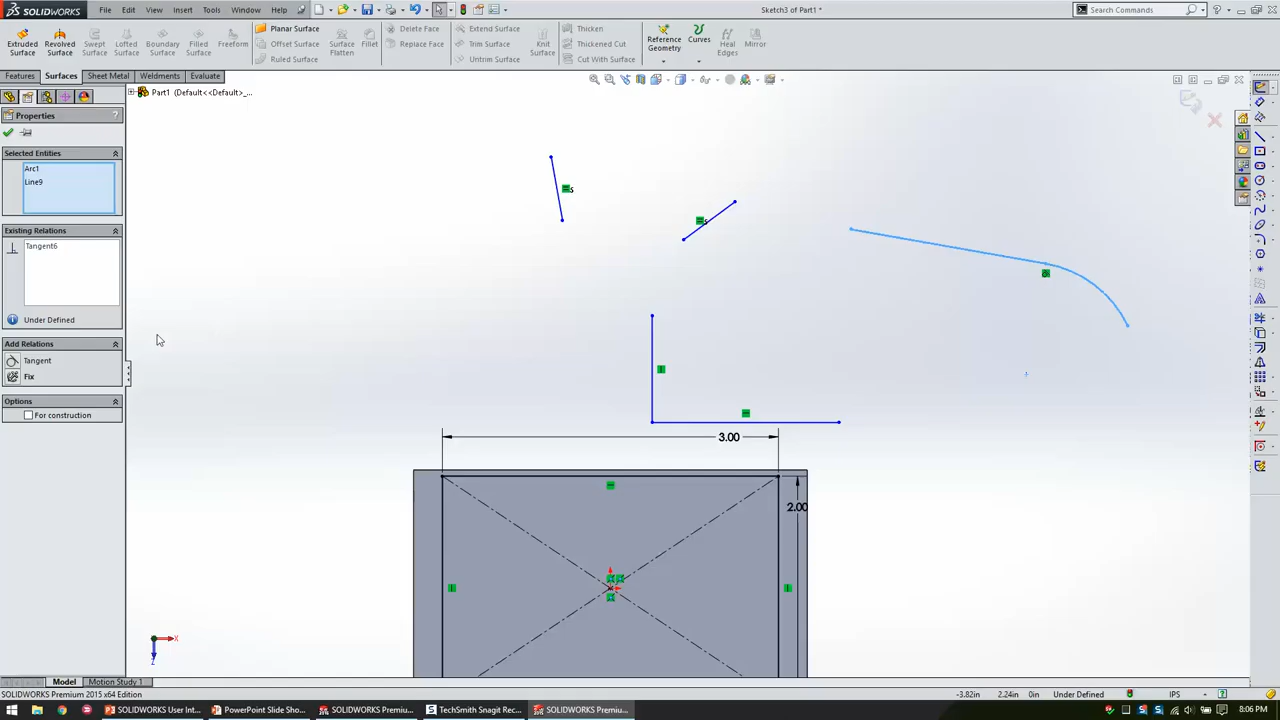 SOLIDWORKS File Edit View Insert Tools Window Help Sketch3 of Part1 * Search Commands
Extruded Surface Revolved Surface Swept Surface Lofted Surface Boundary Surface Filled Surface Freeform Planar Surface Offset Surface Ruled Surface Surface Flatten Fillet Delete Face Replace Face Extend Surface Trim Surface Untrim Surface Knit Surface Thicken Thickened Cut Cut With Surface Reference Geometry Curves Heal Edges Mirror
Features Surfaces Sheet Metal Weldments Evaluate
Part1 (Default<<Default>_...
Properties ?
Selected Entities
Arc1
Line9
Existing Relations
Tangent6
Under Defined
Add Relations
Tangent
Fix
Options
For construction
3.00
2.00
X
Z
Model Motion Study 1
SOLIDWORKS Premium 2015 x64 Edition -3.82in 2.24in 0in Under Defined IPS
SOLIDWORKS User Int... PowerPoint Slide Sho... SOLIDWORKS Premiu... TechSmith Snagit Rec... SOLIDWORKS Premiu... 8:06 PM